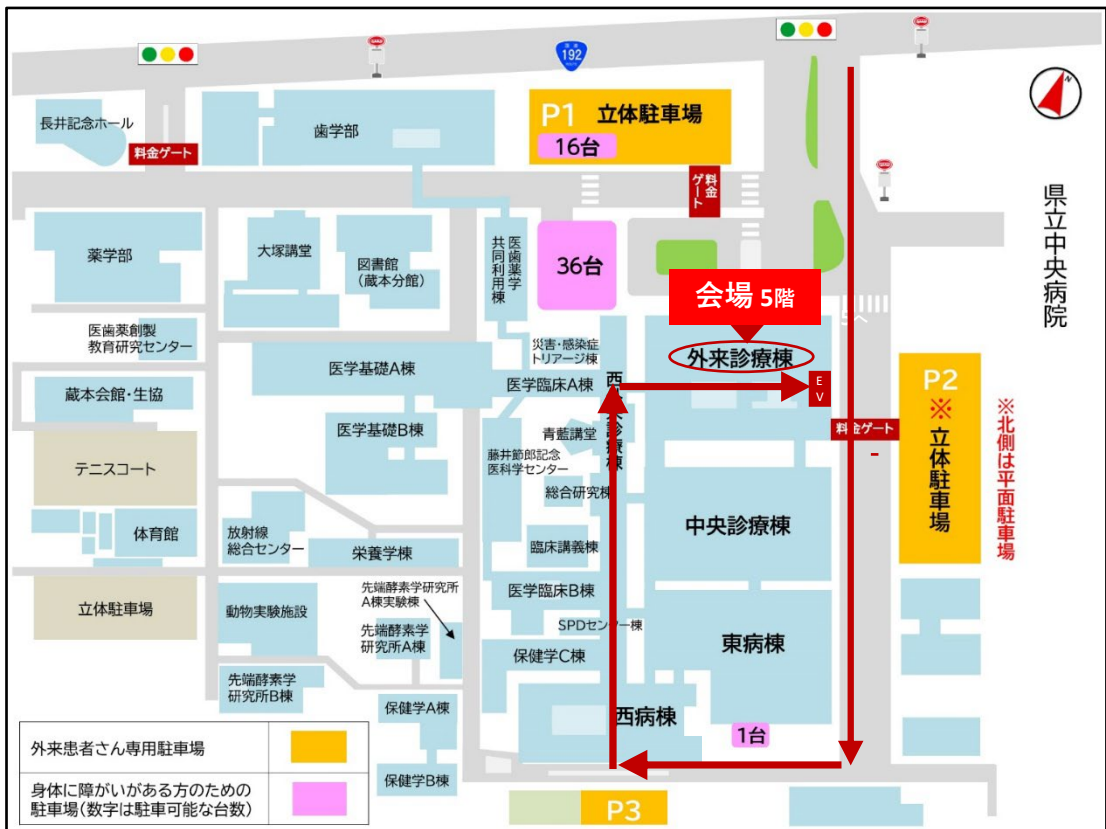 192
N
長井記念ホール
料金ゲート
歯学部
P1 立体駐車場
16台
料金
ゲート
県立中央病院
薬学部
大塚講堂
図書館
(蔵本分館)
医歯薬学
共同利用棟
36台
会場 5階
外来診療棟
E
V
医歯薬創製
教育研究センター
災害・感染症
トリアージ棟
医学基礎A棟
医学臨床A棟
蔵本会館・生協
P2
※
立体駐車場
※北側は平面駐車場
料金ゲート
-
医学基礎B棟
青藍講堂
テニスコート
藤井節郎記念
医科学センター
総合研究棟
中央診療棟
体育館
放射線
総合センター
栄養学棟
臨床講義棟
立体駐車場
動物実験施設
先端酵素学研究所
A棟実験棟
医学臨床B棟
先端酵素学
研究所A棟
SPDセンター棟
東病棟
保健学C棟
先端酵素学
研究所B棟
保健学A棟
西病棟
1台
外来患者さん専用駐車場
身体に障がいがある方のための
駐車場(数字は駐車可能な台数)
保健学B棟
P3